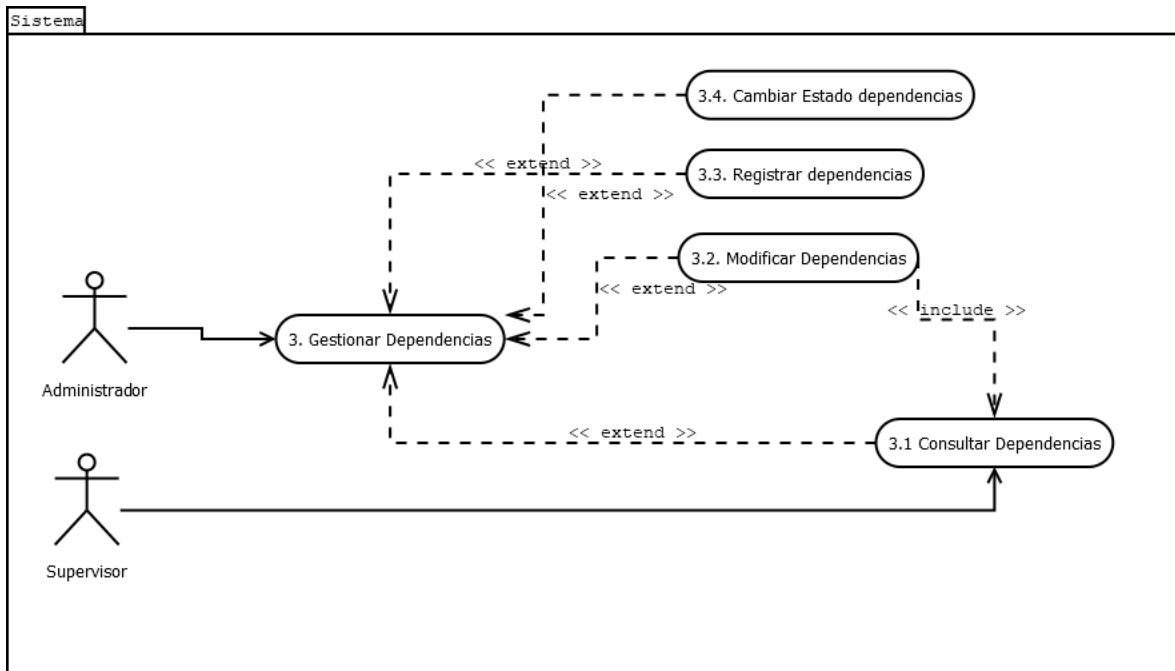 Sistema
3.4. Cambiar Estado dependencias
<< extend >>
3.3. Registrar dependencias
<< extend >>
3.2. Modificar Dependencias
<< extend >>
<< include >>
3. Gestionar Dependencias
Administrador
<< extend >>
3.1 Consultar Dependencias
Supervisor